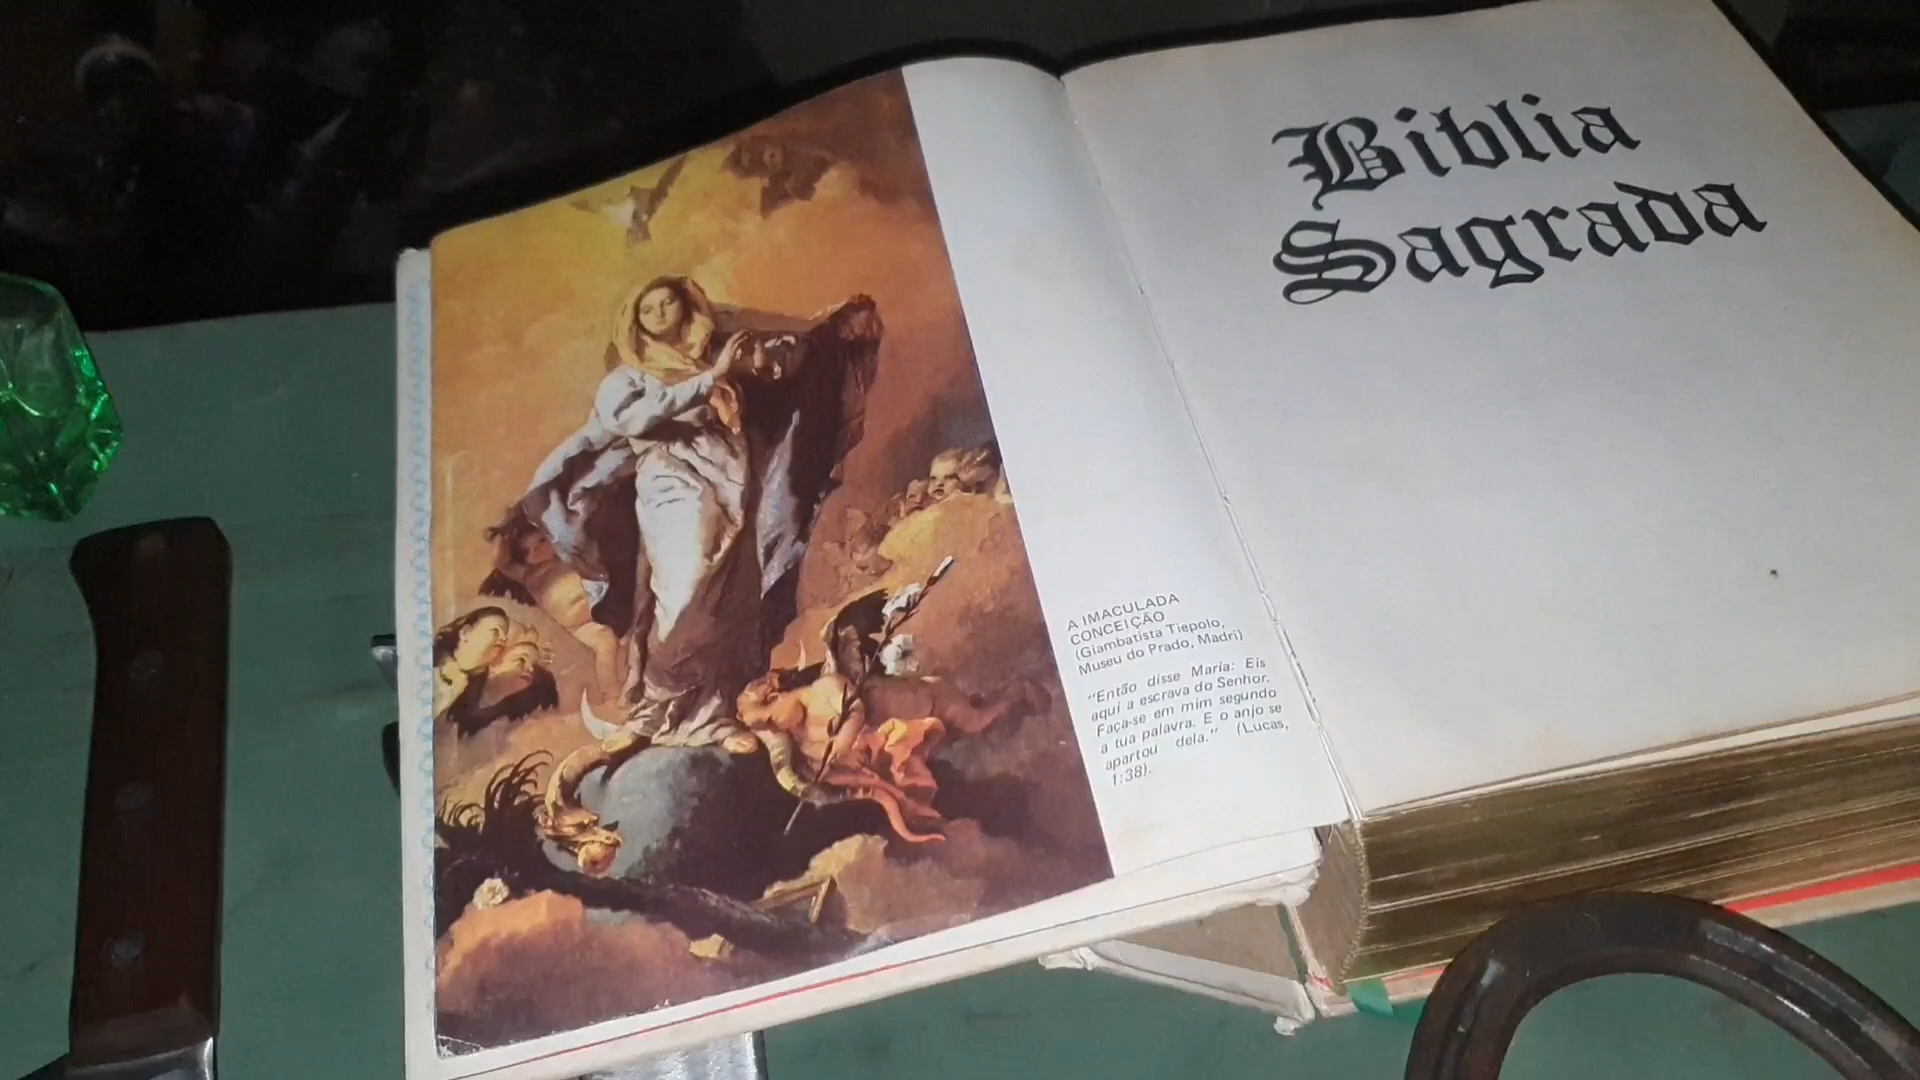 A IMACULADA
CONCEIÇÃO
(Giambatista Tiepolo,
Museu do Prado, Madri)
"Então disse Maria: Eis
aqui a escrava do Senhor.
Faça-se em mim segundo
a tua palavra. E o anjo se
apartou dela." (Lucas,
1:38).
Biblia
Sagrada